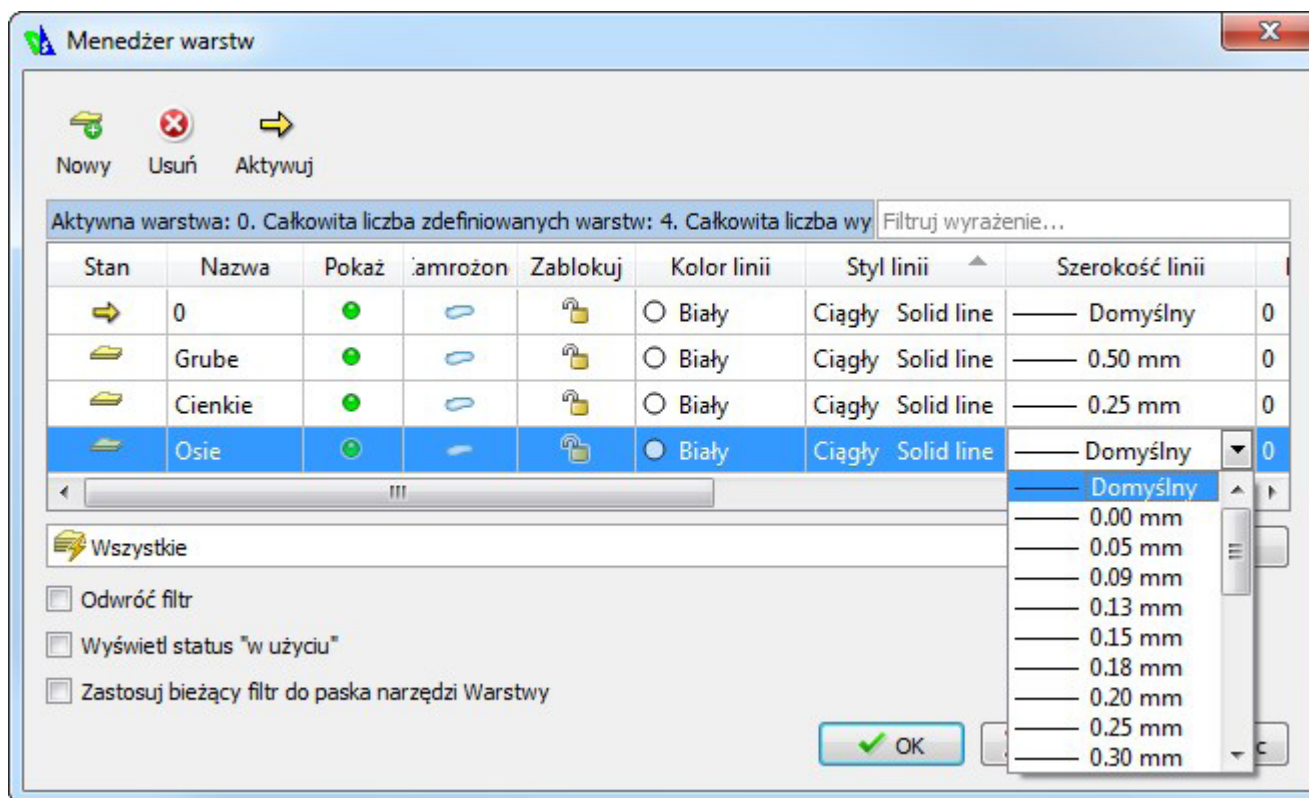 Menedżer warstw
Nowy Usuń Aktywuj
Aktywna warstwa: 0. Całkowita liczba zdefiniowanych warstw: 4. Całkowita liczba wy Filtruj wyrażenie...
Stan Nazwa Pokaż amrożon Zablokuj Kolor linii Styl linii Szerokość linii
0 Biały Ciągły Solid line Domyślny 0
Grube Biały Ciągły Solid line 0.50 mm 0
Cienkie Biały Ciągły Solid line 0.25 mm 0
Osie Biały Ciągły Solid line Domyślny 0
Domyślny
0.00 mm
0.05 mm
0.09 mm
0.13 mm
0.15 mm
0.18 mm
0.20 mm
0.25 mm
0.30 mm
Wszystkie
Odwróć filtr
Wyświetl status "w użyciu"
Zastosuj bieżący filtr do paska narzędzi Warstwy
OK